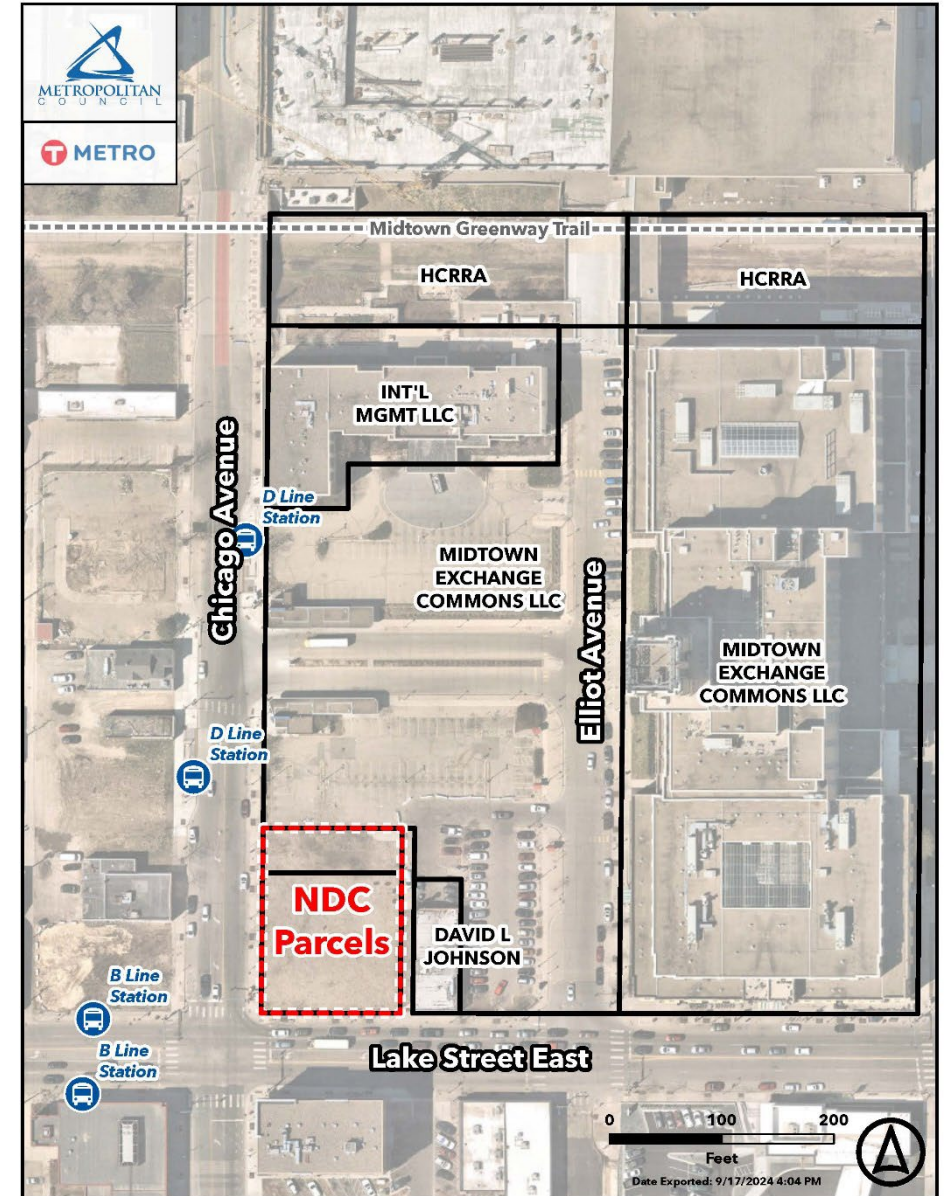 METROPOLITAN
COUNCIL
T METRO
Midtown Greenway Trail
HCRRA
HCRRA
INT'L
MGMT LLC
Chicago Avenue
D Line
Station
MIDTOWN
EXCHANGE
COMMONS LLC
Elliot Avenue
MIDTOWN
EXCHANGE
COMMONS LLC
D Line
Station
NDC
Parcels
DAVID L
JOHNSON
B Line
Station
B Line
Station
Lake Street East
0 100 200
Feet
Date Exported: 9/17/2024 4:04 PM